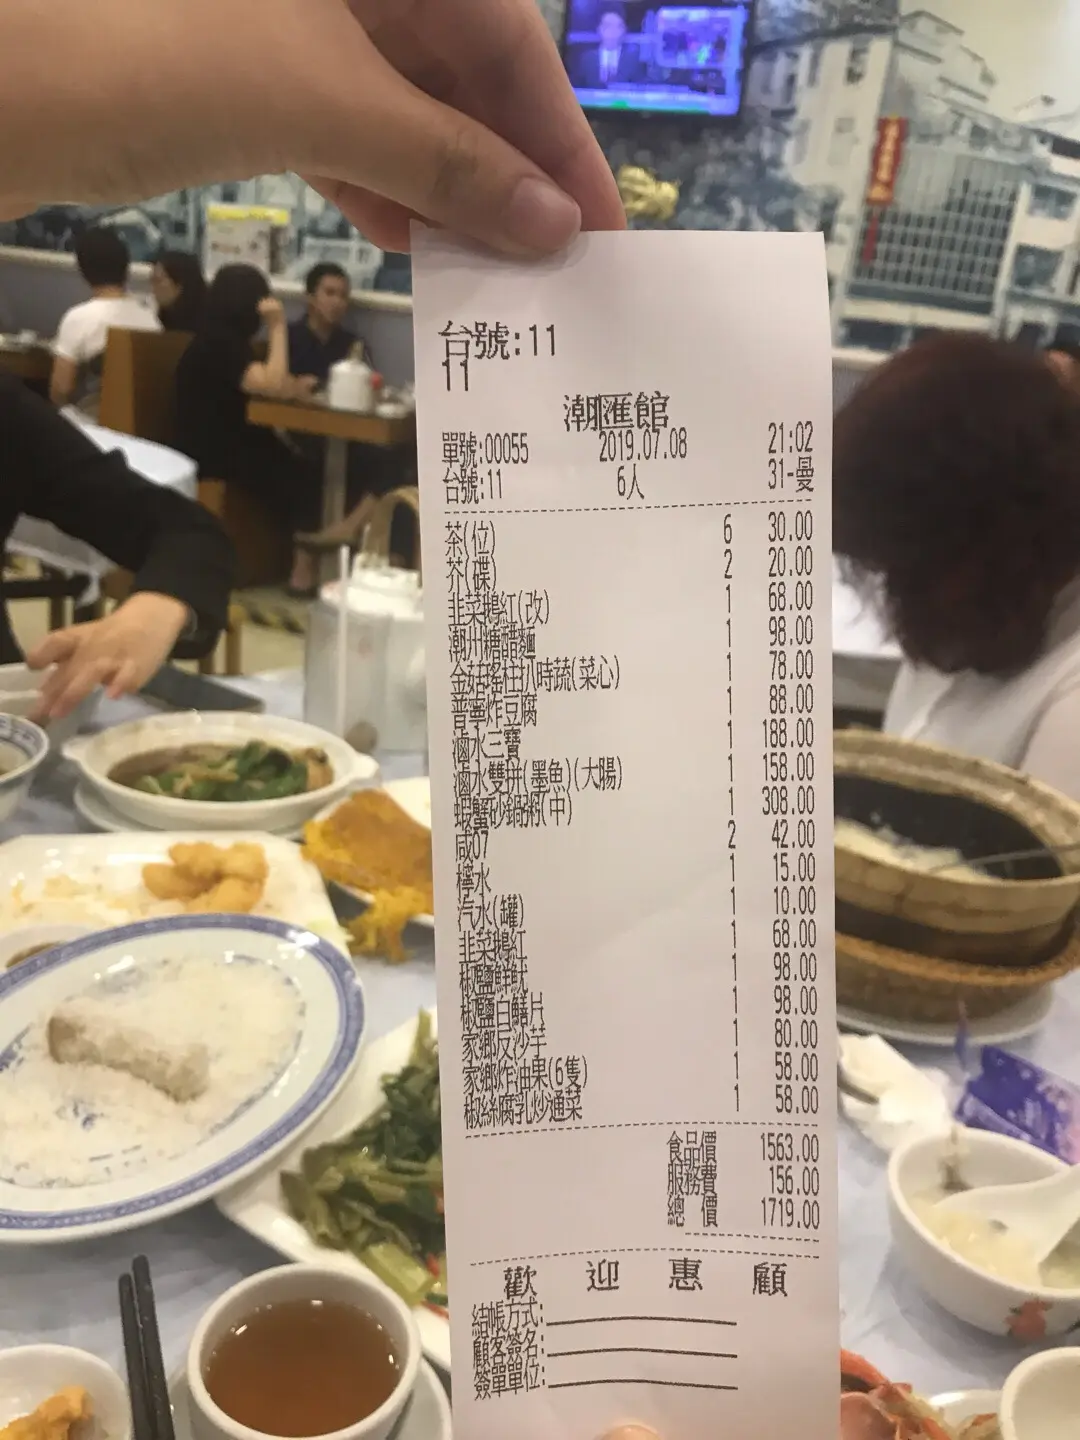 台號:11
11
潮匯館
單號:00055 2019.07.08 21:02
台號:11 6人 31-曼
茶(位) 6 30.00
芥(碟) 2 20.00
韭菜鵝紅(改) 1 68.00
潮州糖醋麵 1 98.00
金菇瑤柱扒時蔬(菜心) 1 78.00
普寧炸豆腐 1 88.00
滷水三寶 1 188.00
滷水雙拼(墨魚)(大腸) 1 158.00
蝦蟹砂鍋粥(中) 1 308.00
咸07 2 42.00
檸水 1 15.00
汽水(罐) 1 10.00
韭菜鵝紅 1 68.00
椒鹽鮮魷 1 98.00
椒鹽白鱔片 1 98.00
家鄉反沙芋 1 80.00
家鄉炸油果(6隻) 1 58.00
椒絲腐乳炒通菜 1 58.00
食品價 1563.00
服務費 156.00
總 價 1719.00
歡 迎 惠 顧
結帳方式:
顧客簽名:
簽單單位: